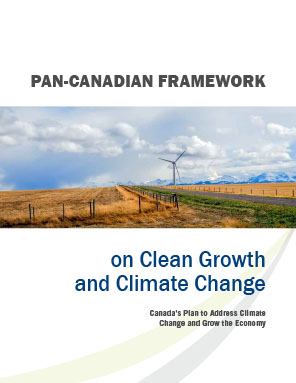 PAN-CANADIAN FRAMEWORK
on Clean Growth
and Climate Change
Canada's Plan to Address Climate
Change and Grow the Economy